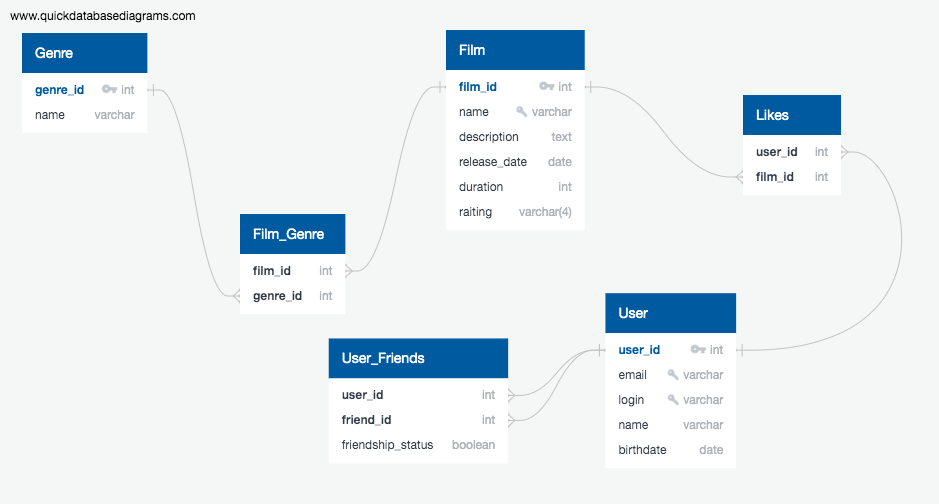 www.quickdatabasediagrams.com
Genre
genre_id int
name varchar
Film
film_id int
name varchar
description text
release_date date
duration int
raiting varchar(4)
Likes
user_id int
film_id int
Film_Genre
film_id int
genre_id int
User
user_id int
email varchar
login varchar
name varchar
birthdate date
User_Friends
user_id int
friend_id int
friendship_status boolean